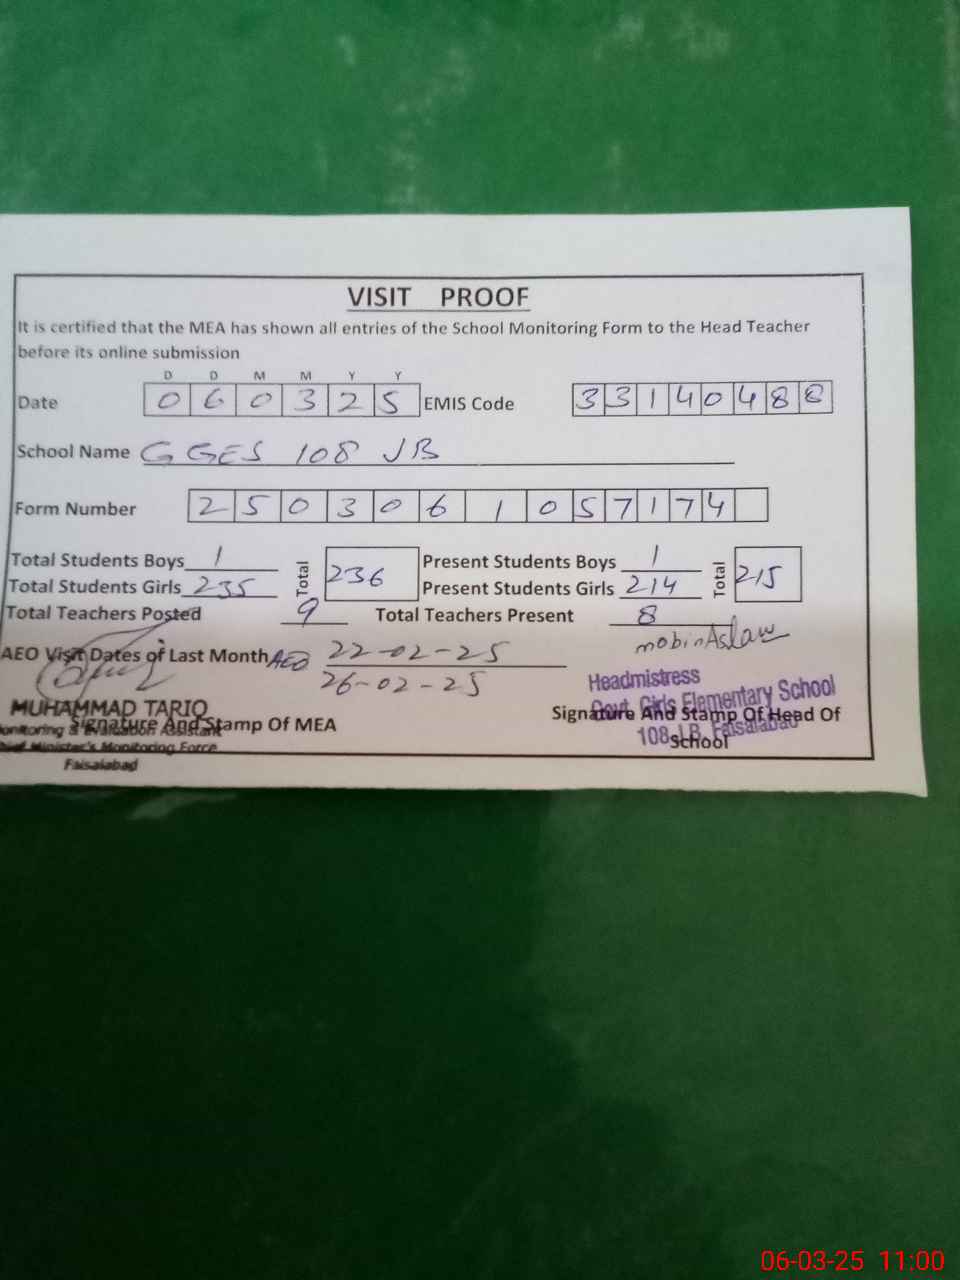 VISIT PROOF
It is certified that the MEA has shown all entries of the School Monitoring Form to the Head Teacher
before its online submission
D D M M Y Y
Date 0 6 0 3 2 5 EMIS Code 3 3 1 4 0 4 8 8
School Name GGES 108 JB
Form Number 2 5 0 3 0 6 1 0 5 7 1 7 4
Total Students Boys 1 Total 236 Present Students Boys 1 Total 215
Total Students Girls 235 Present Students Girls 214
Total Teachers Posted 9 Total Teachers Present 8
mobinAslam
AEO Visit Dates of Last Month AEO 22-02-25
26-02-25
Headmistress
Govt. Girls Elementary School
108 J.B, Faisalabad
MUHAMMAD TARIQ
Monitoring & Evaluation Assistant
Chief Minister's Monitoring Force
Faisalabad
Signature And Stamp Of MEA
Signature And Stamp Of Head Of
School
06-03-25 11:00